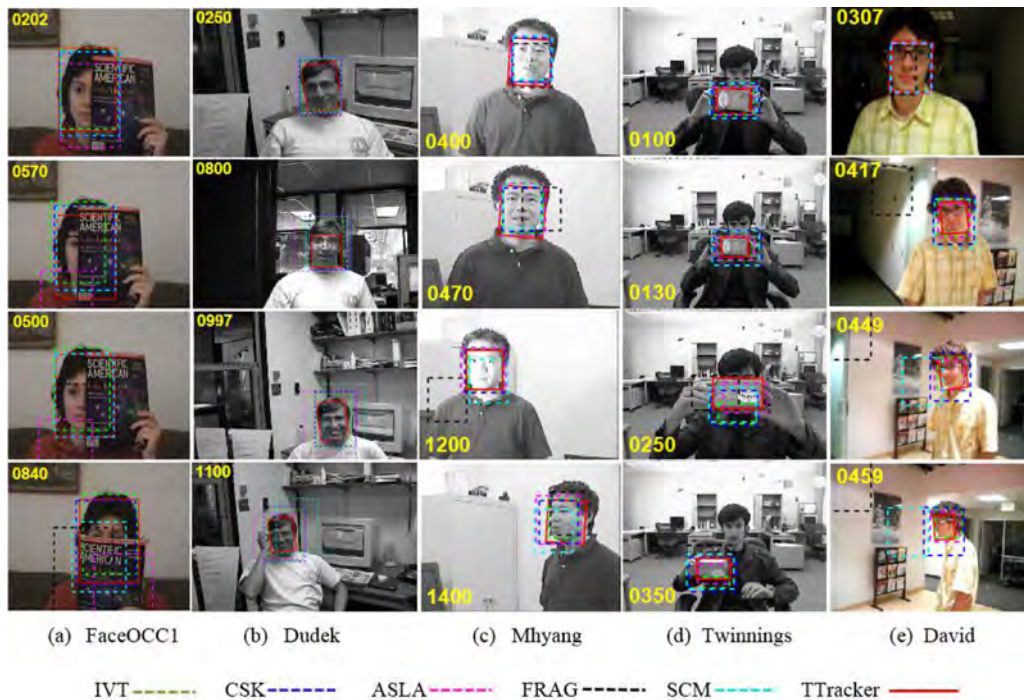 0202
0250
0400
0100
0307
SCIENTIFIC AMERICAN
0570
0800
0470
0130
0417
SCIENTIFIC
AMERICAN
0500
0997
1200
0250
0449
SCIENTIFIC
AMERICAN
0840
1100
1400
0350
0459
SCIENTIFIC
AMERICAN
(a) FaceOCC1
(b) Dudek
(c) Mhyang
(d) Twinnings
(e) David
IVT
CSK
ASLA
FRAG
SCM
TTracker